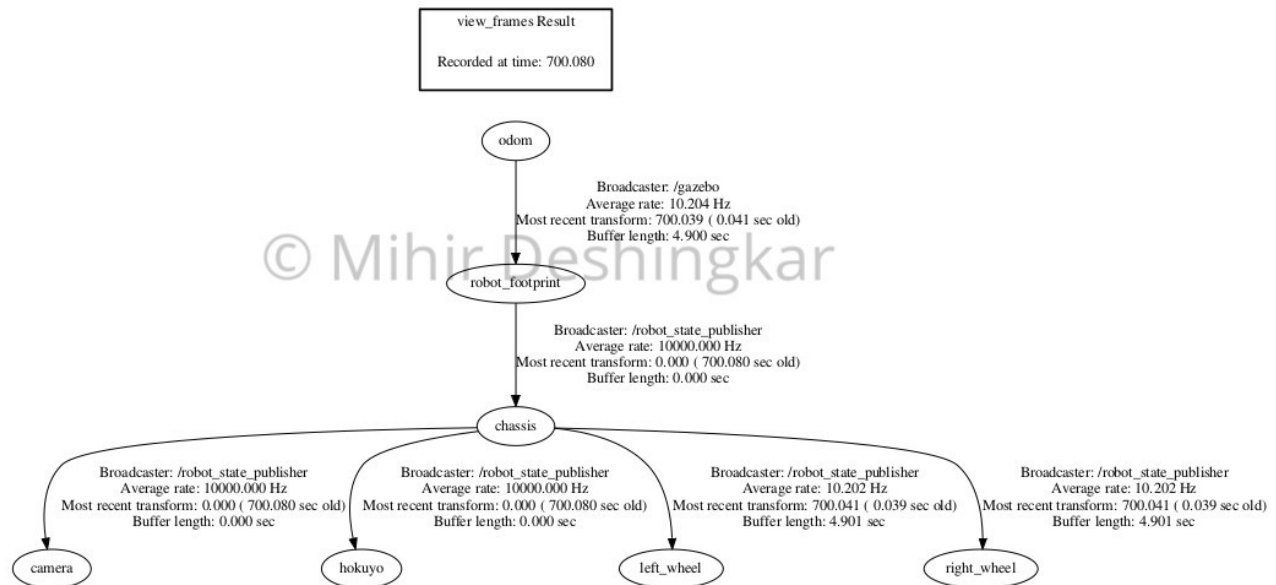 view_frames Result
Recorded at time: 700.080
odom
Broadcaster: /gazebo
Average rate: 10.204 Hz
Most recent transform: 700.039 ( 0.041 sec old)
Buffer length: 4.900 sec
© Mihir Deshingkar
robot_footprint
Broadcaster: /robot_state_publisher
Average rate: 10000.000 Hz
Most recent transform: 0.000 ( 700.080 sec old)
Buffer length: 0.000 sec
chassis
Broadcaster: /robot_state_publisher
Average rate: 10000.000 Hz
Most recent transform: 0.000 ( 700.080 sec old)
Buffer length: 0.000 sec
Broadcaster: /robot_state_publisher
Average rate: 10000.000 Hz
Most recent transform: 0.000 ( 700.080 sec old)
Buffer length: 0.000 sec
Broadcaster: /robot_state_publisher
Average rate: 10.202 Hz
Most recent transform: 700.041 ( 0.039 sec old)
Buffer length: 4.901 sec
Broadcaster: /robot_state_publisher
Average rate: 10.202 Hz
Most recent transform: 700.041 ( 0.039 sec old)
Buffer length: 4.901 sec
camera
hokuyo
left_wheel
right_wheel